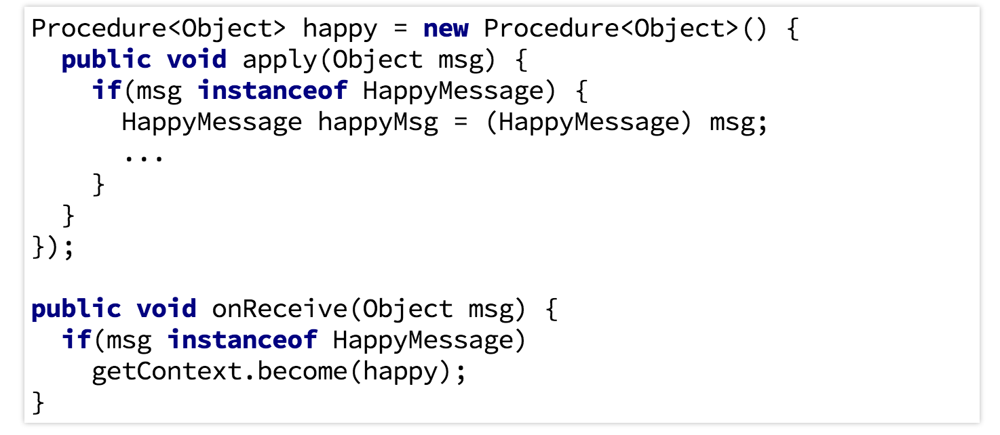 Procedure<Object> happy = new Procedure<Object>() {
  public void apply(Object msg) {
    if(msg instanceof HappyMessage) {
      HappyMessage happyMsg = (HappyMessage) msg;
      ...
    }
  }
});

public void onReceive(Object msg) {
  if(msg instanceof HappyMessage)
    getContext.become(happy);
}